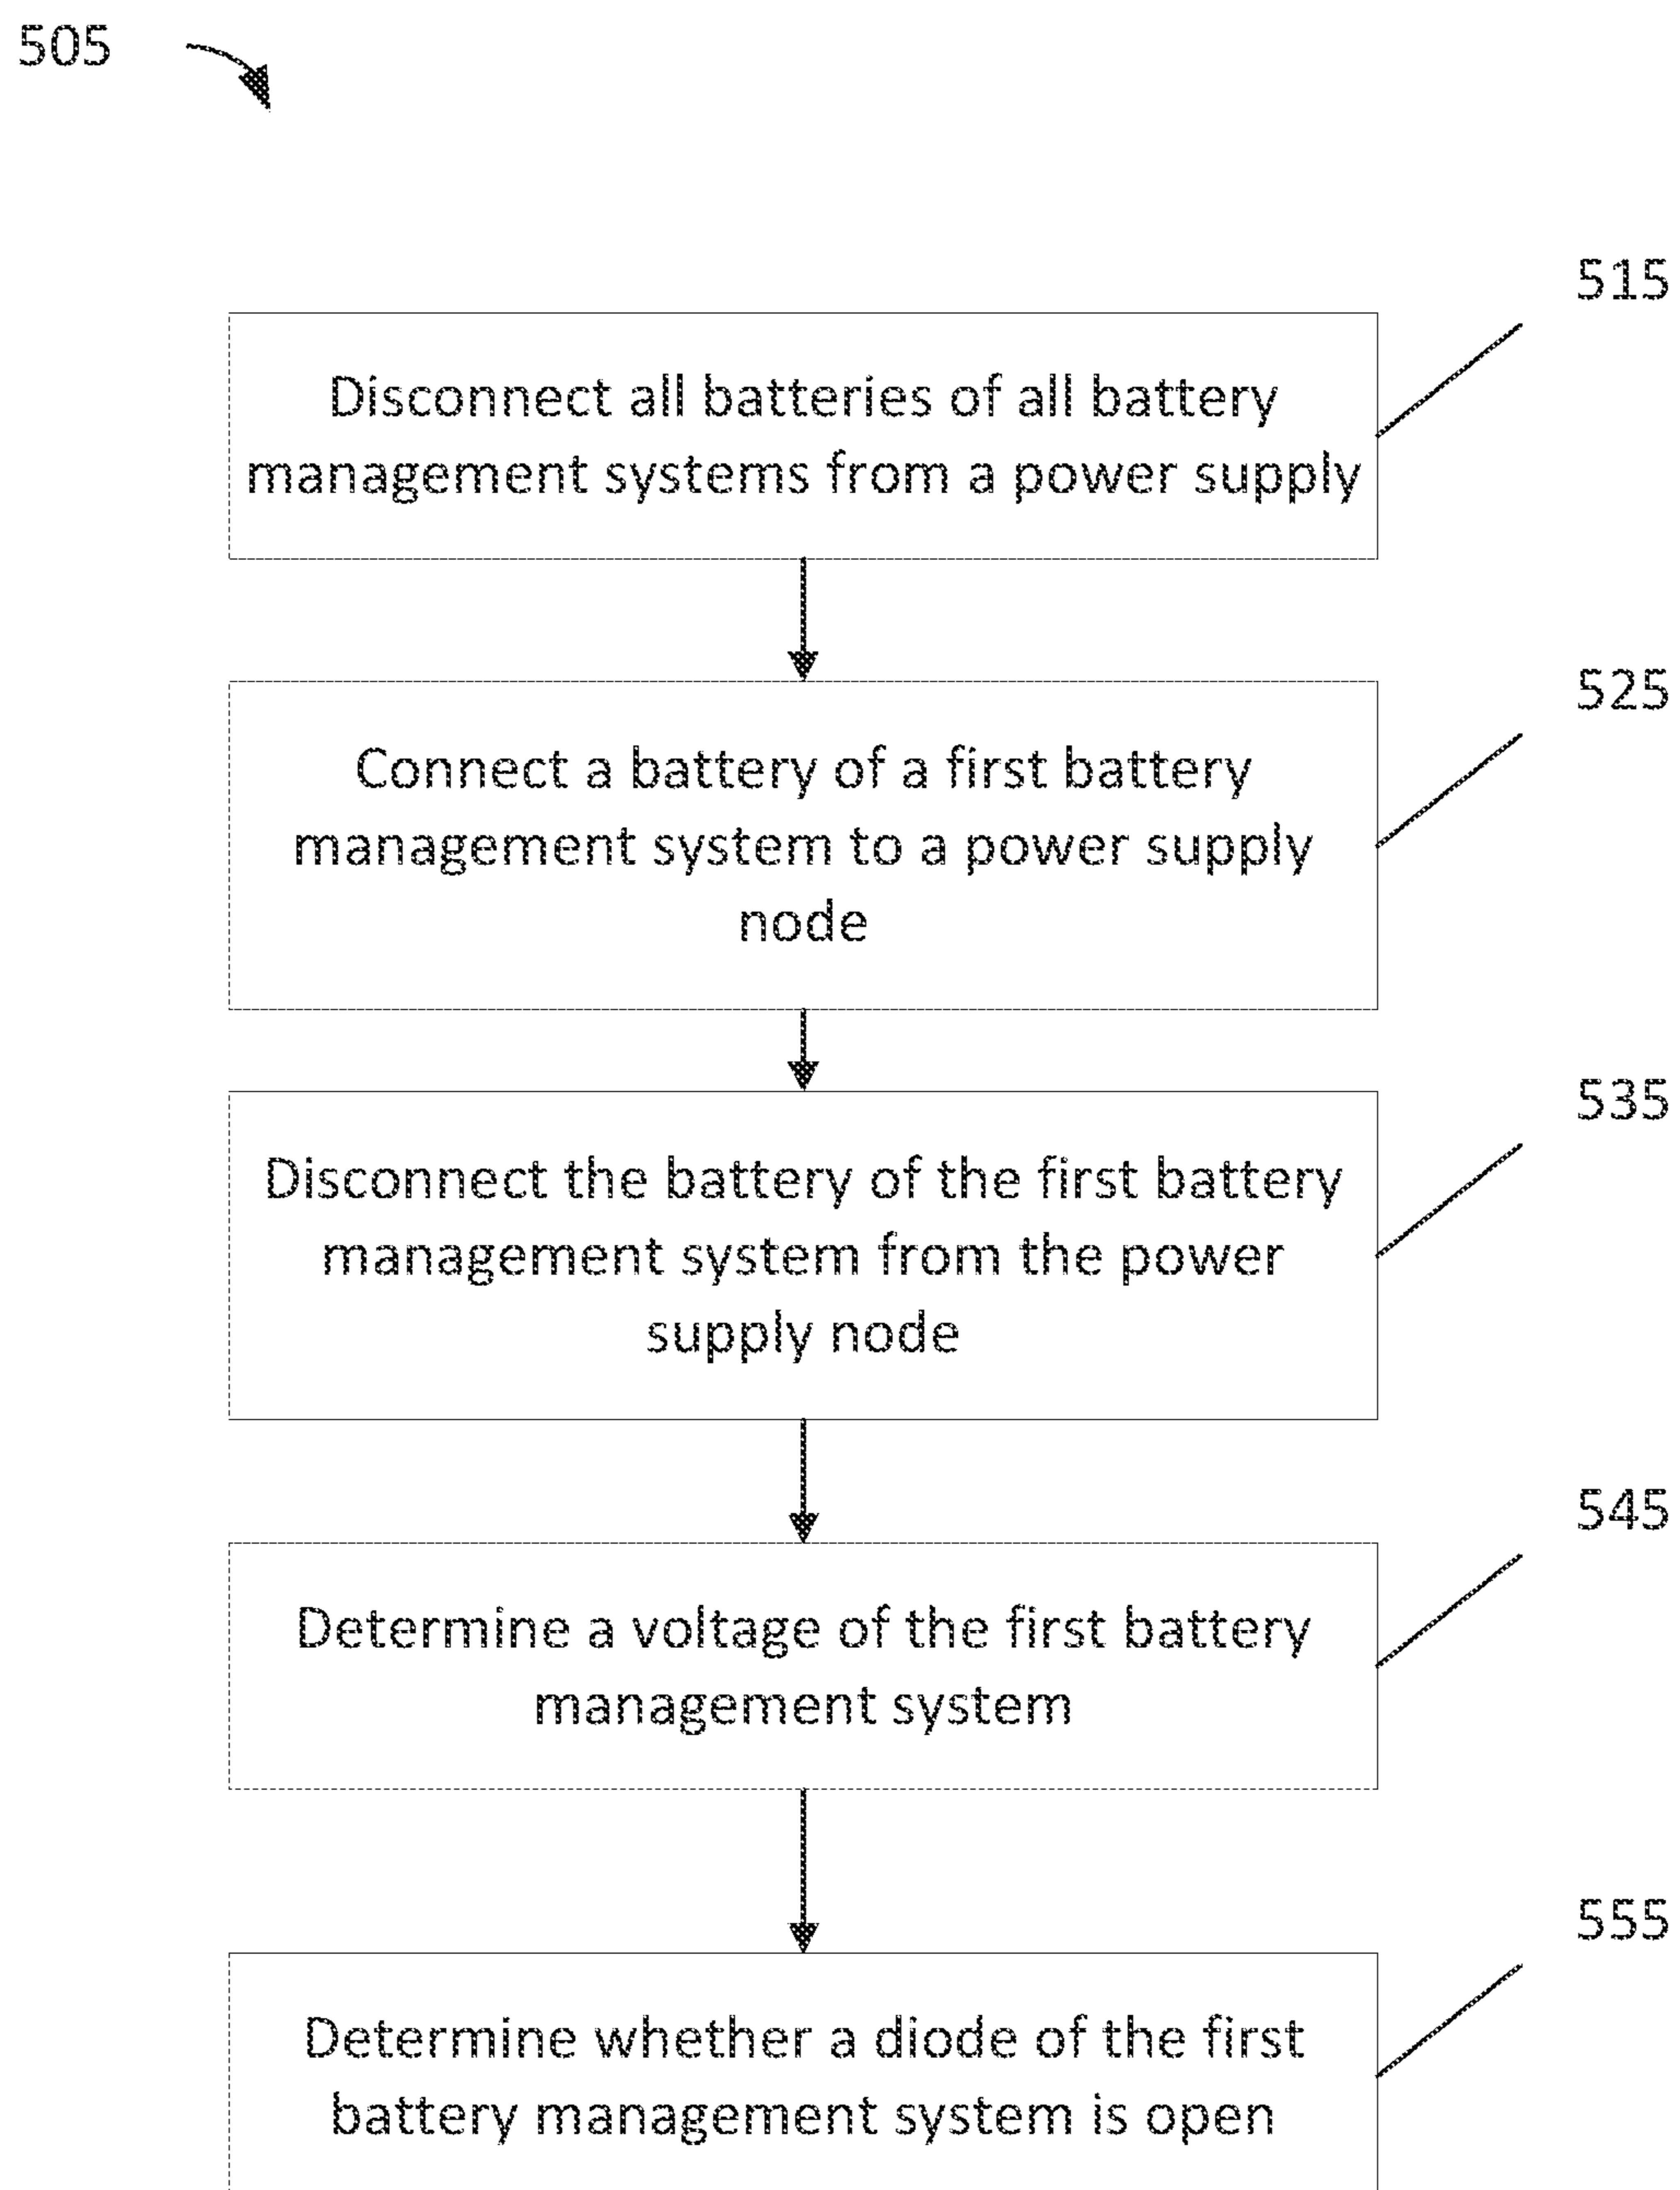 505
515
Disconnect all batteries of all battery
management systems from a power supply
525
Connect a battery of a first battery
management system to a power supply
node
535
Disconnect the battery of the first battery
management system from the power
supply node
545
Determine a voltage of the first battery
management system
555
Determine whether a diode of the first
battery management system is open